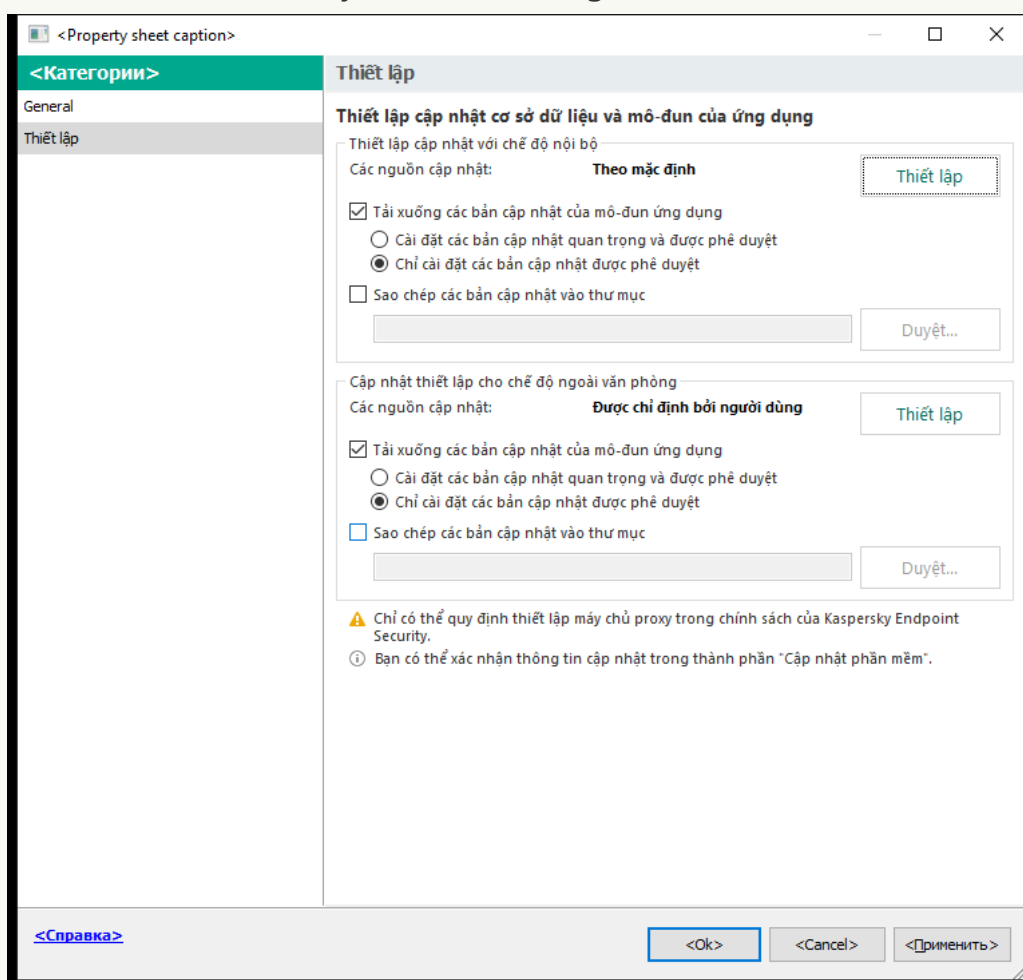 <Property sheet caption>
<Категории>
General
Thiết lập
Thiết lập
Thiết lập cập nhật cơ sở dữ liệu và mô-đun của ứng dụng
Thiết lập cập nhật với chế độ nội bộ
Các nguồn cập nhật: Theo mặc định
Thiết lập
Tải xuống các bản cập nhật của mô-đun ứng dụng
Cài đặt các bản cập nhật quan trọng và được phê duyệt
Chỉ cài đặt các bản cập nhật được phê duyệt
Sao chép các bản cập nhật vào thư mục
Duyệt...
Cập nhật thiết lập cho chế độ ngoài văn phòng
Các nguồn cập nhật: Được chỉ định bởi người dùng
Thiết lập
Tải xuống các bản cập nhật của mô-đun ứng dụng
Cài đặt các bản cập nhật quan trọng và được phê duyệt
Chỉ cài đặt các bản cập nhật được phê duyệt
Sao chép các bản cập nhật vào thư mục
Duyệt...
Chỉ có thể quy định thiết lập máy chủ proxy trong chính sách của Kaspersky Endpoint
Security.
Bạn có thể xác nhận thông tin cập nhật trong thành phần "Cập nhật phần mềm".
<Справка>
<Ok>
<Cancel>
<Применить>